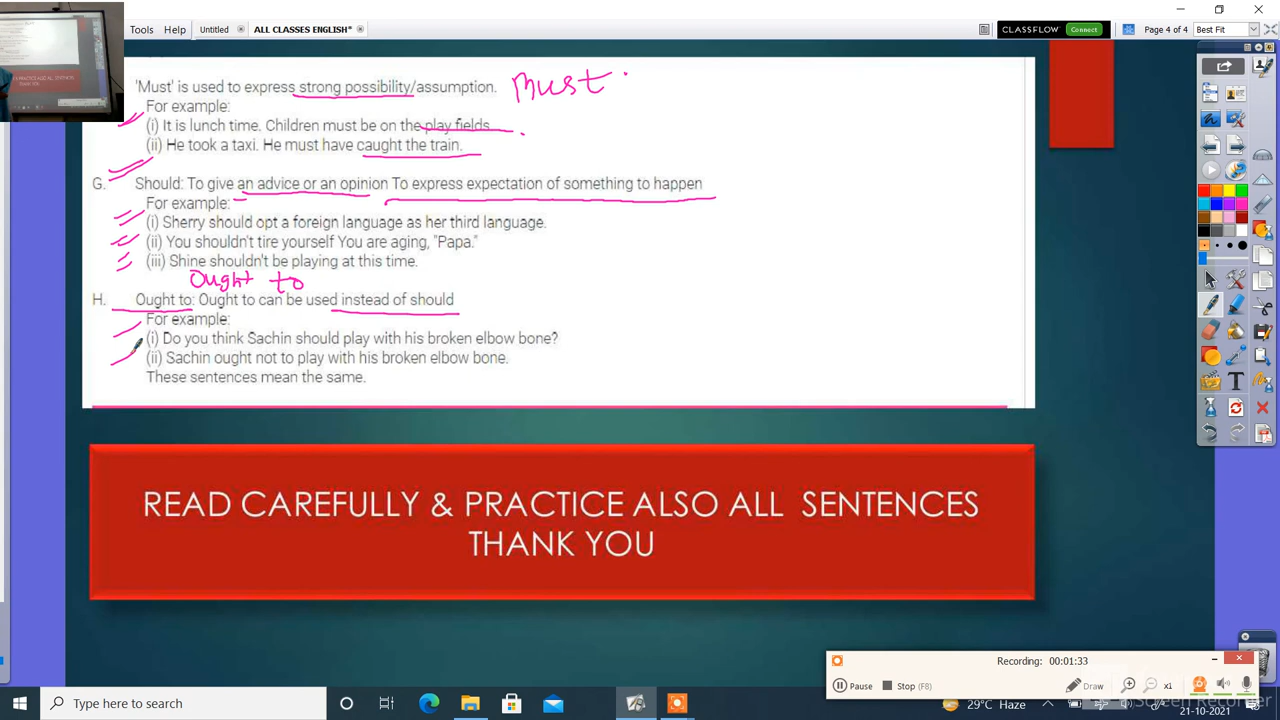 Tools Help Untitled ALL CLASSES ENGLISH* CLASSFLOW Connect Page 4 of 4 Best Fit
'Must' is used to express strong possibility/assumption. Must
For example:
(i) It is lunch time. Children must be on the play fields.
(ii) He took a taxi. He must have caught the train.
G. Should: To give an advice or an opinion To express expectation of something to happen
For example:
(i) Sherry should opt a foreign language as her third language.
(ii) You shouldn't tire yourself You are aging, "Papa."
(iii) Shine shouldn't be playing at this time.
Ought to
H. Ought to: Ought to can be used instead of should
For example:
(i) Do you think Sachin should play with his broken elbow bone?
(ii) Sachin ought not to play with his broken elbow bone.
These sentences mean the same.
READ CAREFULLY & PRACTICE ALSO ALL SENTENCES
THANK YOU
Recording: 00:01:33
Pause Stop (F8) Draw x1
Type here to search
29°C Haze
21-10-2021